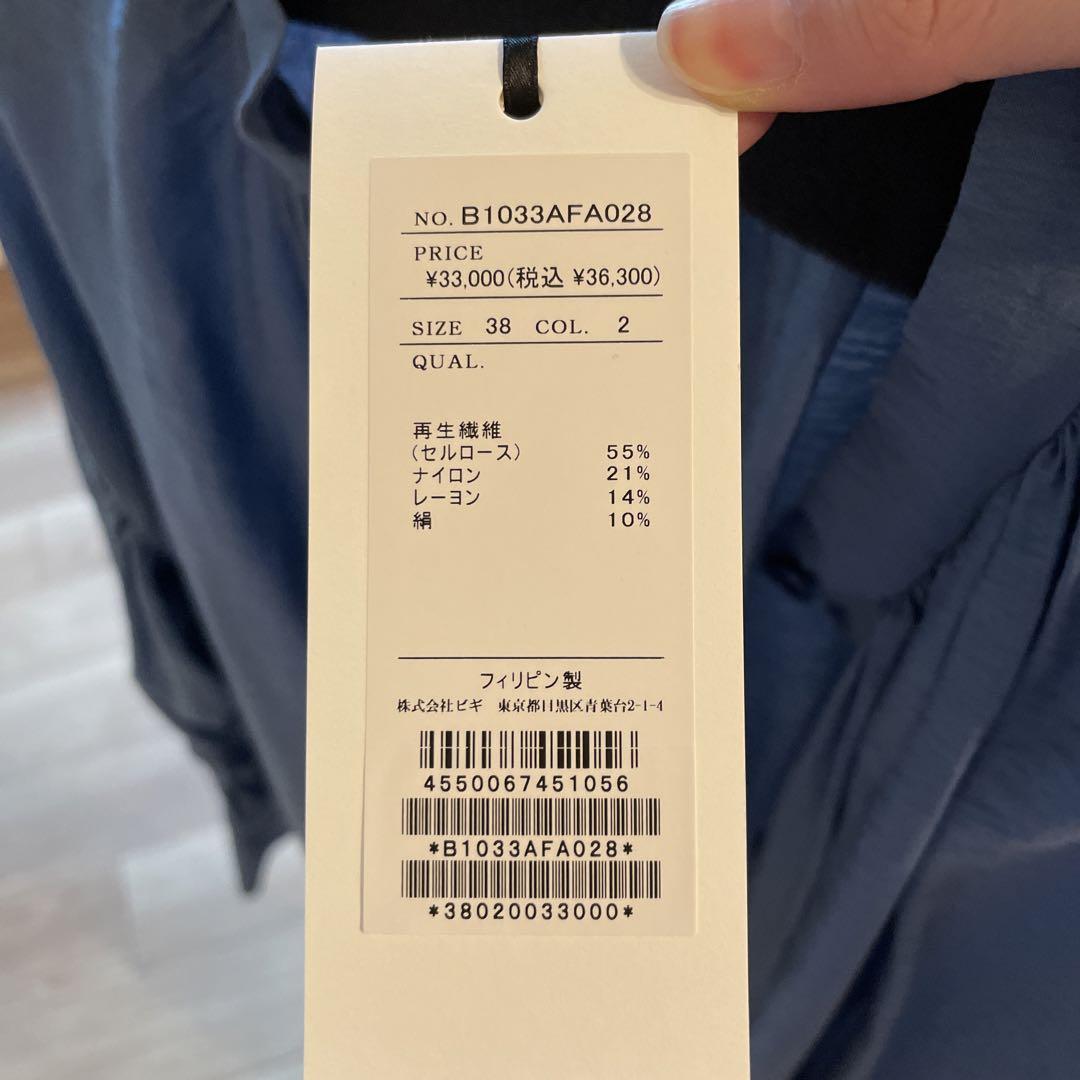 NO. B1033AFA028
PRICE
¥33,000(税込 ¥36,300)
SIZE 38 COL. 2
QUAL.
再生繊維
(セルロース) 55%
ナイロン 21%
レーヨン 14%
絹 10%
フィリピン製
株式会社ビギ 東京都目黒区青葉台2-1-4
4550067451056
*B1033AFA028*
*38020033000*